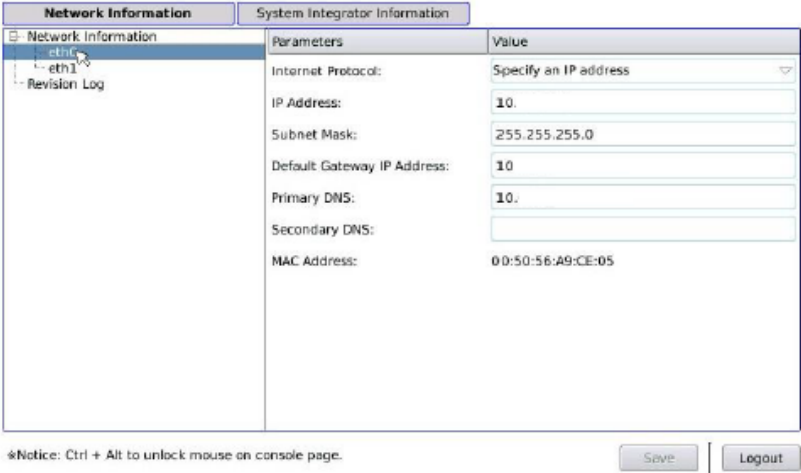 Network Information
System Integrator Information
Network Information
eth0
eth1
Revision Log
Parameters Value
Internet Protocol: Specify an IP address
IP Address: 10.
Subnet Mask: 255.255.255.0
Default Gateway IP Address: 10
Primary DNS: 10.
Secondary DNS:
MAC Address: 00:50:56:A9:CE:05
※Notice: Ctrl + Alt to unlock mouse on console page.
Save
Logout